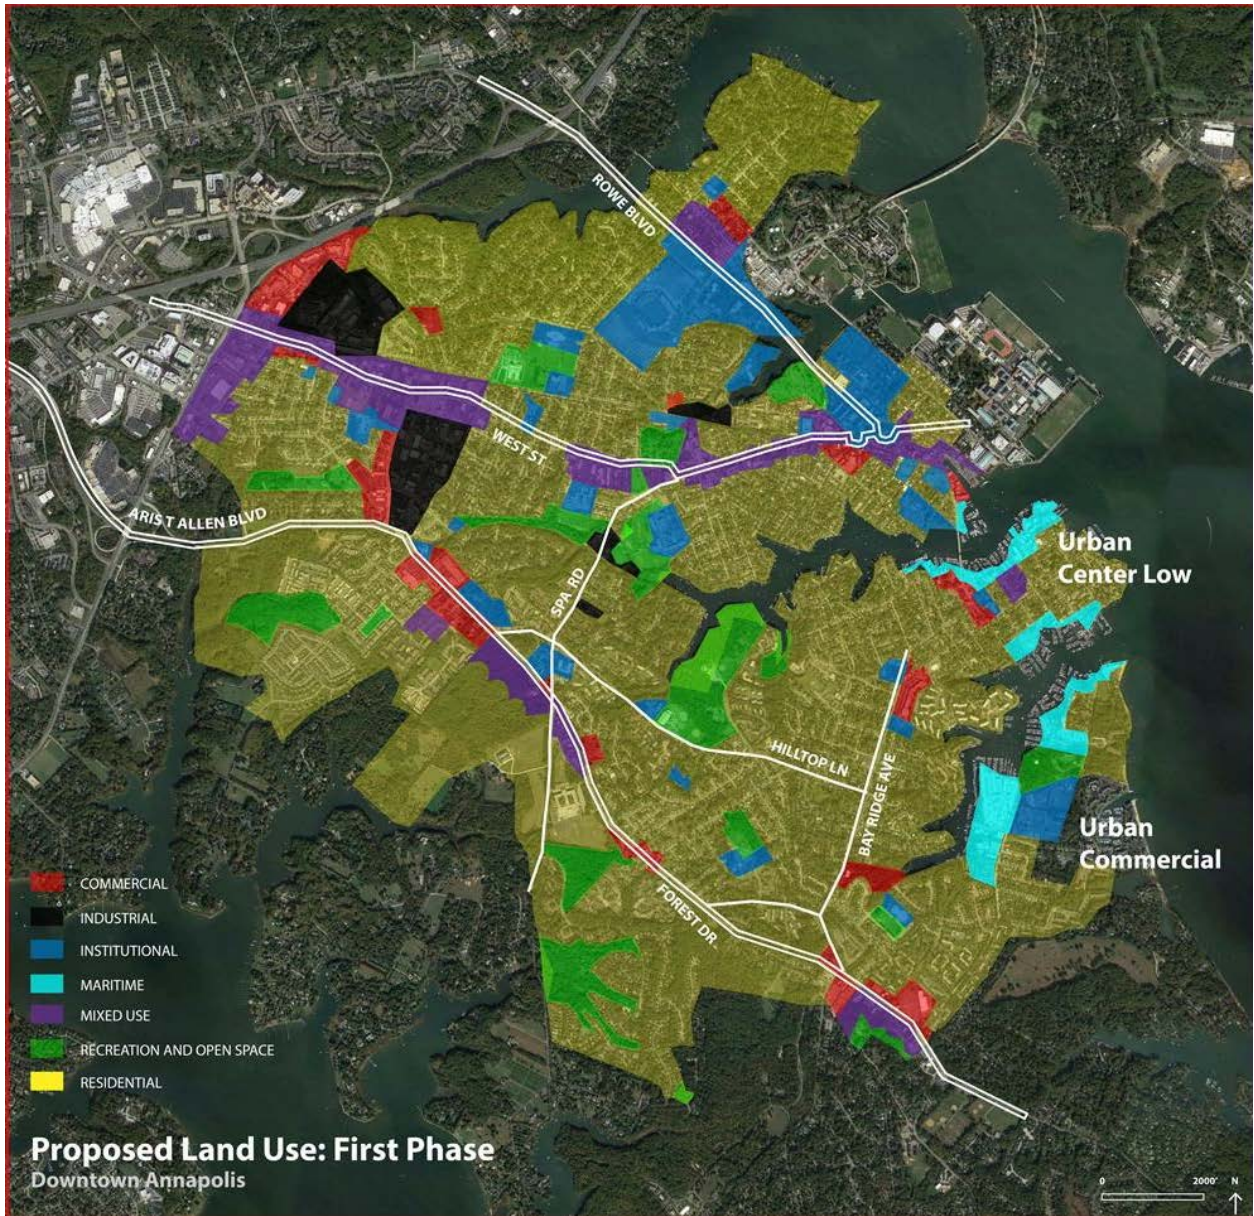 ROWE BLVD
WEST ST
ARIS T ALLEN BLVD
SPA RD
Urban
Center Low
HILLTOP LN
BAY RIDGE AVE
Urban
Commercial
FOREST DR
COMMERCIAL
INDUSTRIAL
INSTITUTIONAL
MARITIME
MIXED USE
RECREATION AND OPEN SPACE
RESIDENTIAL
Proposed Land Use: First Phase
Downtown Annapolis
0 2000' N